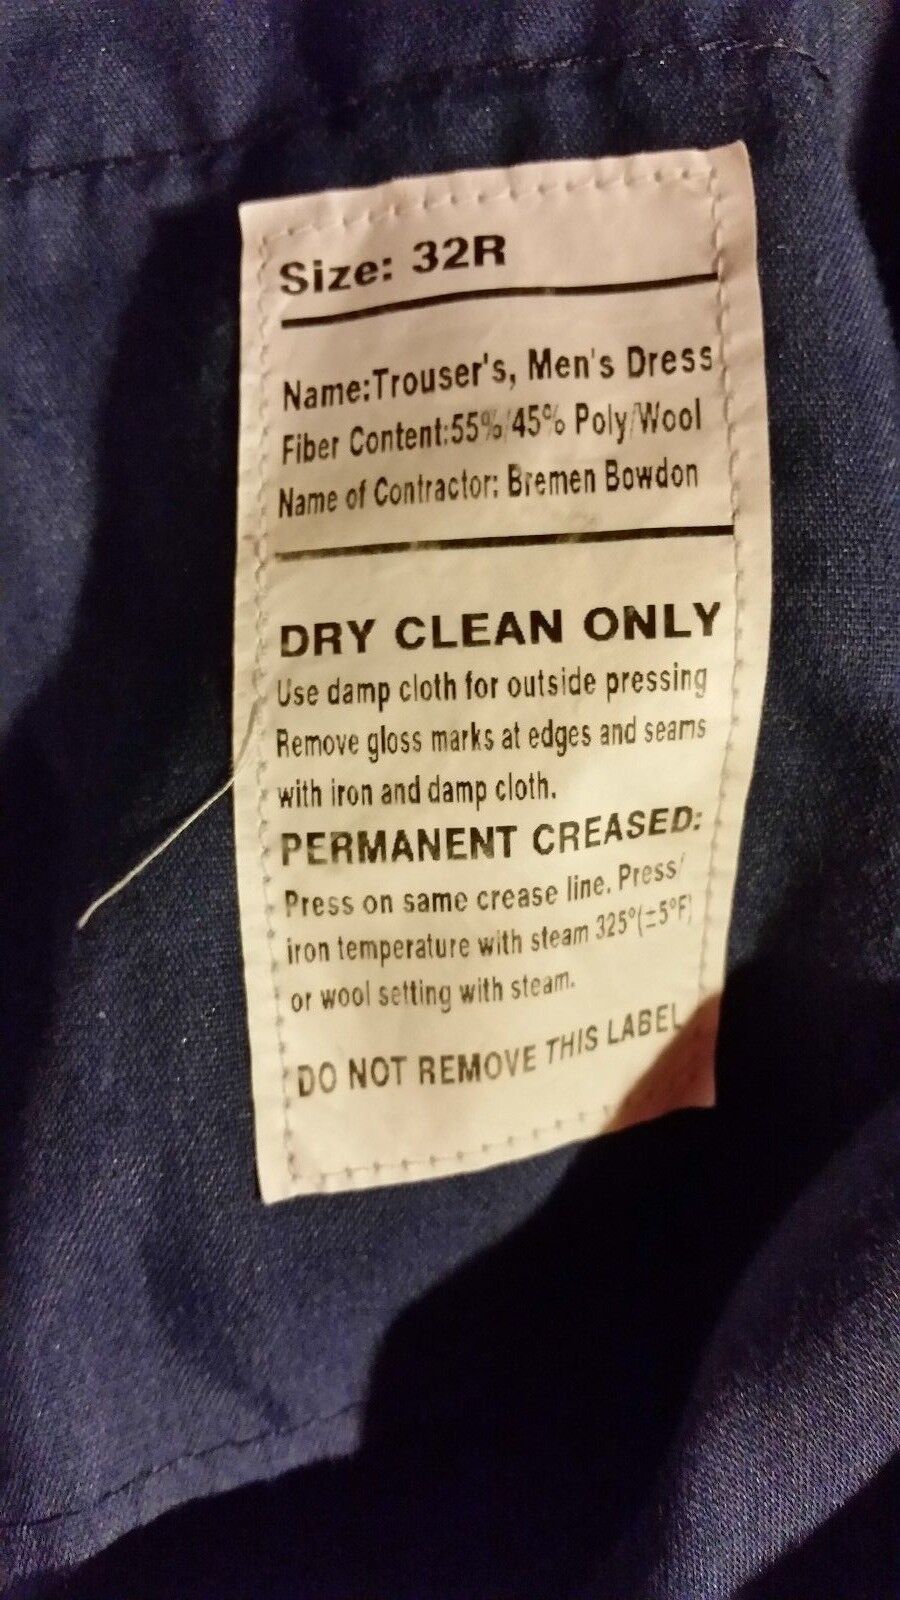 Size: 32R
Name:Trouser's, Men's Dress
Fiber Content:55%/45% Poly/Wool
Name of Contractor: Bremen Bowdon
DRY CLEAN ONLY
Use damp cloth for outside pressing
Remove gloss marks at edges and seams
with iron and damp cloth.
PERMANENT CREASED:
Press on same crease line. Press/
iron temperature with steam 325°(±5°F)
or wool setting with steam.
DO NOT REMOVE THIS LABEL